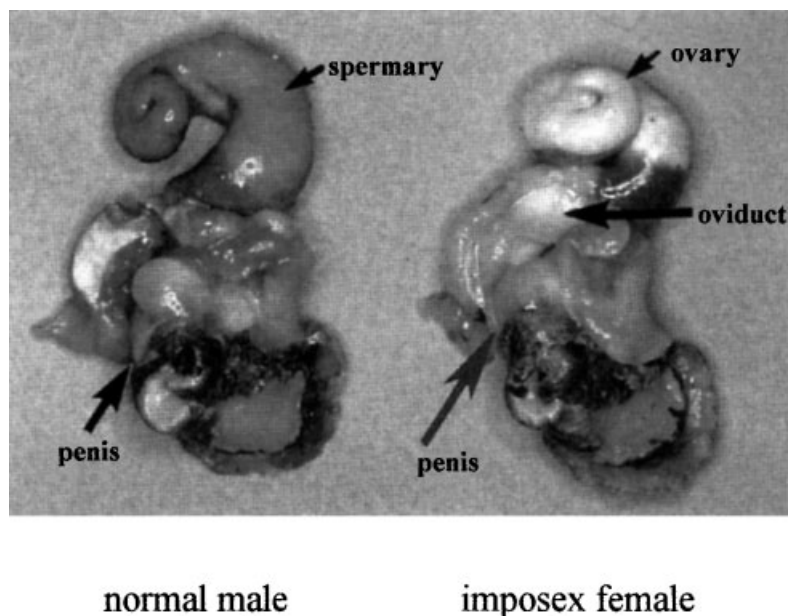 spermary
ovary
oviduct
penis
penis
normal male
imposex female